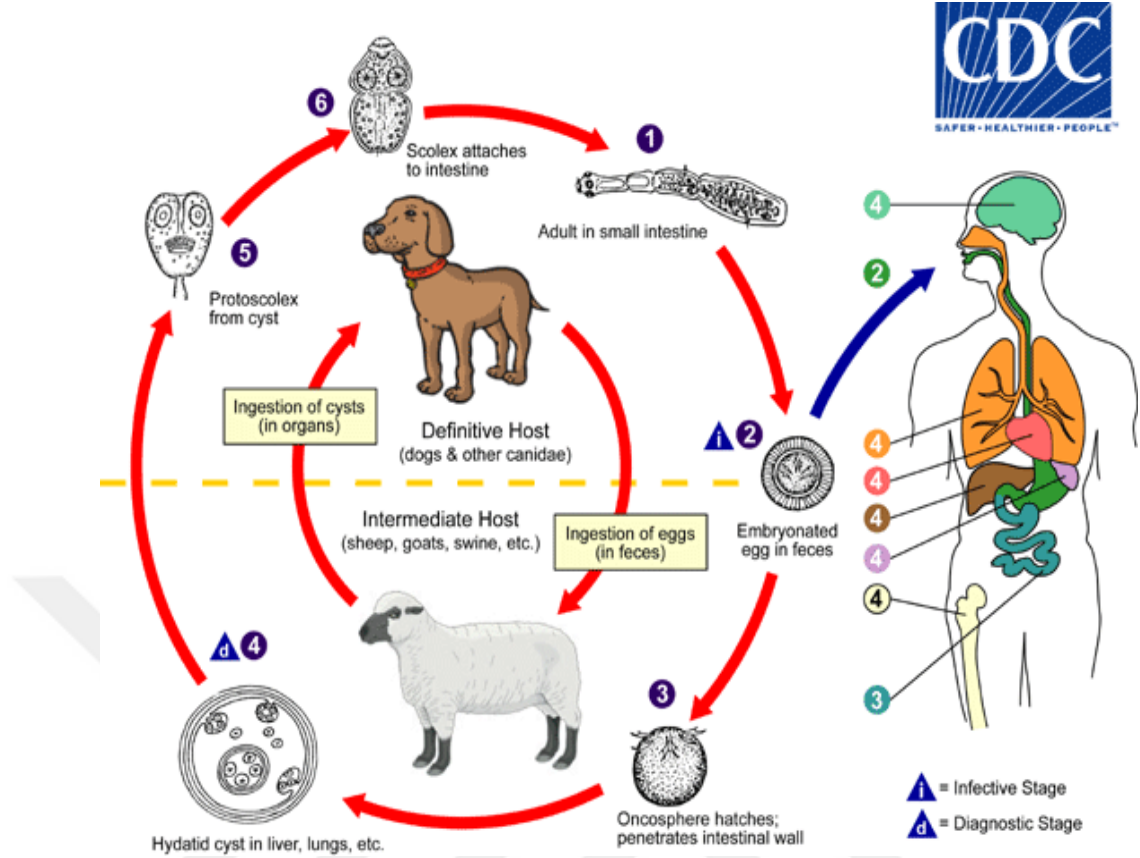 CDC
SAFER•HEALTHIER•PEOPLE™
6
Scolex attaches
to intestine
1
Adult in small intestine
5
Protoscolex
from cyst
Ingestion of cysts
(in organs)
Definitive Host
(dogs & other canidae)
i 2
Embryonated
egg in feces
Intermediate Host
(sheep, goats, swine, etc.)
Ingestion of eggs
(in feces)
d 4
Hydatid cyst in liver, lungs, etc.
3
Oncosphere hatches;
penetrates intestinal wall
4
2
4
4
4
4
4
3
i = Infective Stage
d = Diagnostic Stage